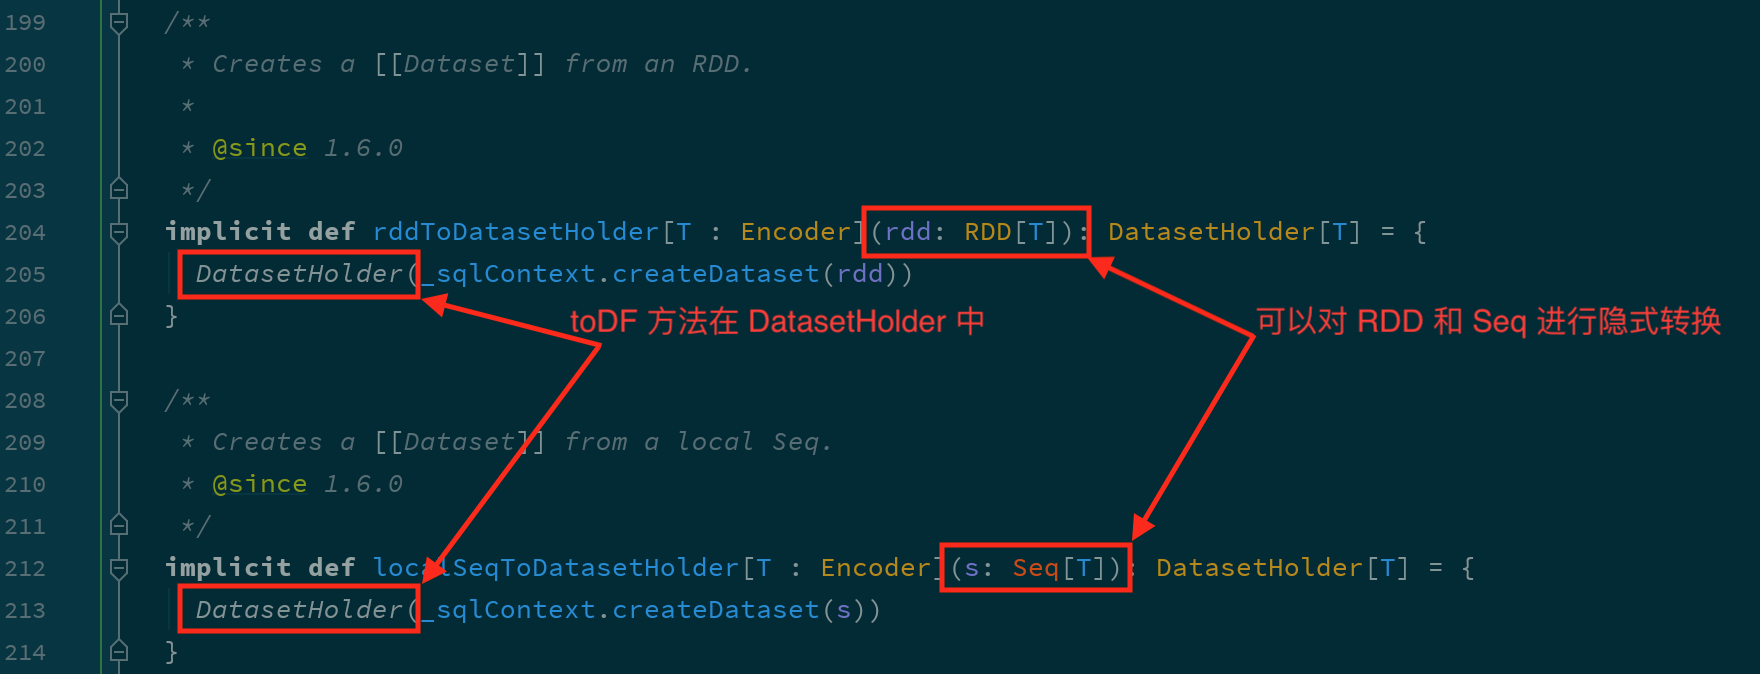 199 /**
200 * Creates a [[Dataset]] from an RDD.
201 *
202 * @since 1.6.0
203 */
204 implicit def rddToDatasetHolder[T : Encoder](rdd: RDD[T]): DatasetHolder[T] = {
205 DatasetHolder(_sqlContext.createDataset(rdd))
206 }
toDF 方法在 DatasetHolder 中
可以对 RDD 和 Seq 进行隐式转换
207
208 /**
209 * Creates a [[Dataset]] from a local Seq.
210 * @since 1.6.0
211 */
212 implicit def localSeqToDatasetHolder[T : Encoder](s: Seq[T]): DatasetHolder[T] = {
213 DatasetHolder(_sqlContext.createDataset(s))
214 }